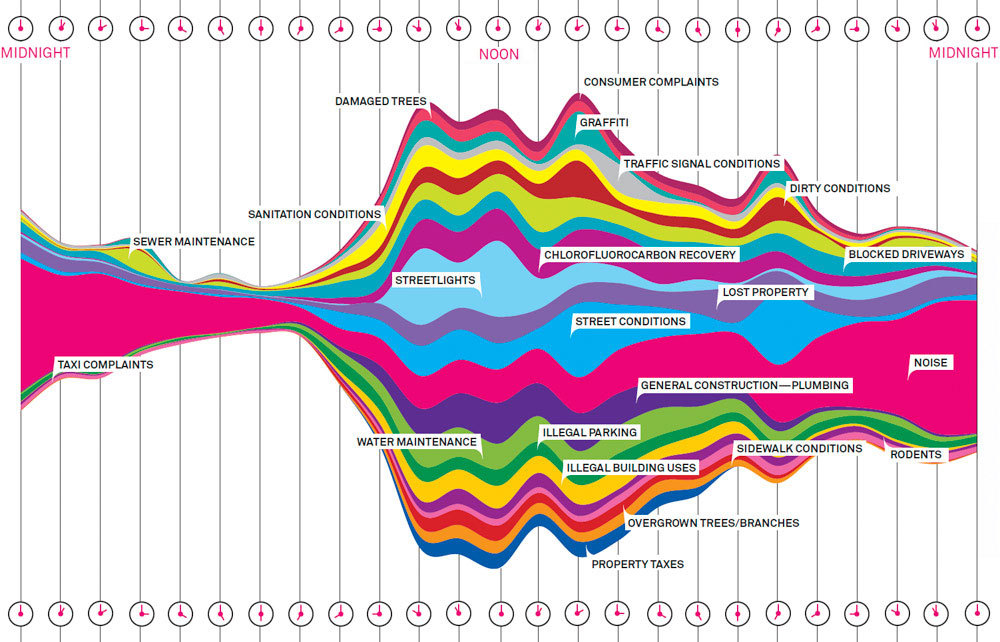 MIDNIGHT
NOON
MIDNIGHT
CONSUMER COMPLAINTS
DAMAGED TREES
GRAFFITI
TRAFFIC SIGNAL CONDITIONS
DIRTY CONDITIONS
SANITATION CONDITIONS
SEWER MAINTENANCE
CHLOROFLUOROCARBON RECOVERY
BLOCKED DRIVEWAYS
STREETLIGHTS
LOST PROPERTY
STREET CONDITIONS
TAXI COMPLAINTS
NOISE
GENERAL CONSTRUCTION—PLUMBING
ILLEGAL PARKING
WATER MAINTENANCE
SIDEWALK CONDITIONS
RODENTS
ILLEGAL BUILDING USES
OVERGROWN TREES/BRANCHES
PROPERTY TAXES